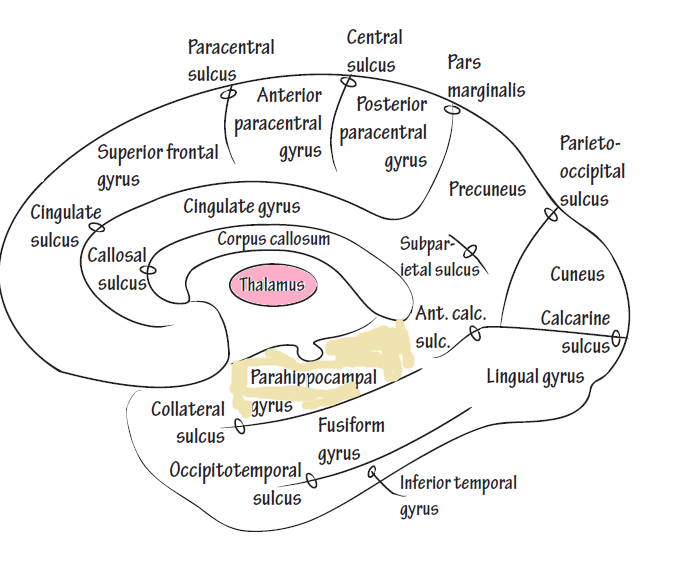 Paracentral
sulcus
Central
sulcus
Pars
marginalis
Anterior
paracentral
gyrus
Posterior
paracentral
gyrus
Superior frontal
gyrus
Parieto-
occipital
sulcus
Precuneus
Cingulate
sulcus
Cingulate gyrus
Callosal
sulcus
Corpus callosum
Subpar-
ietal sulcus
Thalamus
Cuneus
Ant. calc.
sulc.
Calcarine
sulcus
Parahippocampal
gyrus
Lingual gyrus
Collateral
sulcus
Fusiform
gyrus
Occipitotemporal
sulcus
Inferior temporal
gyrus